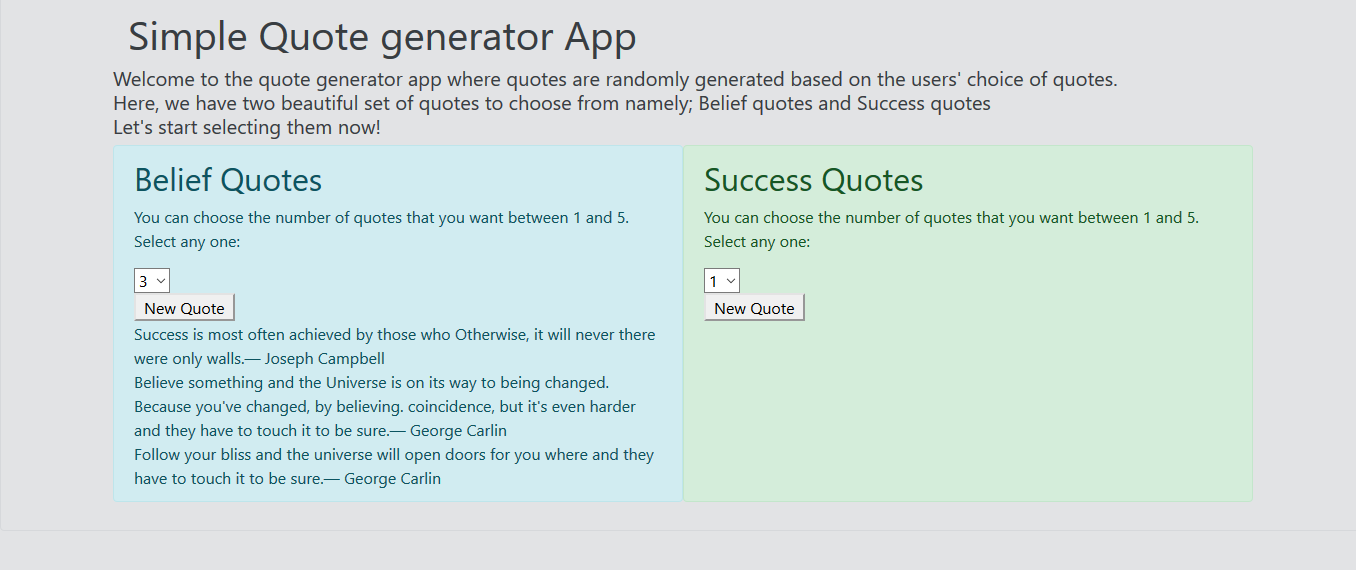 Simple Quote generator App
Welcome to the quote generator app where quotes are randomly generated based on the users' choice of quotes.
Here, we have two beautiful set of quotes to choose from namely; Belief quotes and Success quotes
Let's start selecting them now!
Belief Quotes
You can choose the number of quotes that you want between 1 and 5.
Select any one:
3
New Quote
Success is most often achieved by those who Otherwise, it will never there
were only walls.— Joseph Campbell
Believe something and the Universe is on its way to being changed.
Because you've changed, by believing. coincidence, but it's even harder
and they have to touch it to be sure.— George Carlin
Follow your bliss and the universe will open doors for you where and they
have to touch it to be sure.— George Carlin
Success Quotes
You can choose the number of quotes that you want between 1 and 5.
Select any one:
1
New Quote